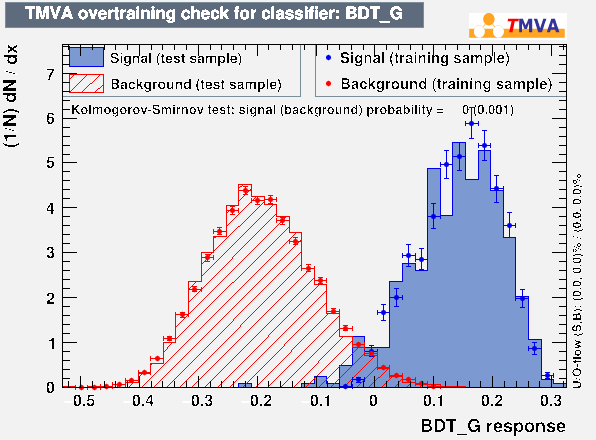 TMVA overtraining check for classifier: BDT_G
TMVA
(1/N) dN / dx
7
6
5
4
3
2
1
0
Signal (test sample)
Background (test sample)
Signal (training sample)
Background (training sample)
Kolmogorov-Smirnov test: signal (background) probability = 0 (0.001)
U/O-flow (S,B): (0.0, 0.0)% / (0.0, 0.0)%
-0.5 -0.4 -0.3 -0.2 -0.1 0 0.1 0.2 0.3
BDT_G response